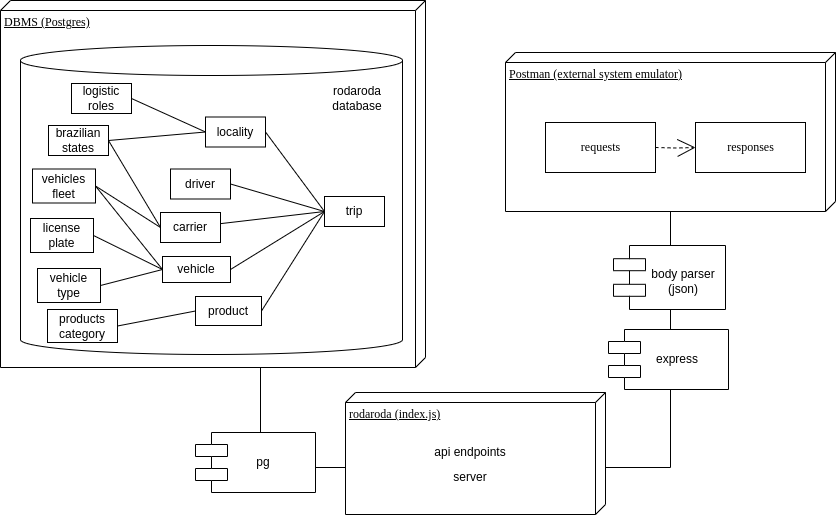 DBMS (Postgres)
rodaroda
database
logistic
roles
brazilian
states
locality
vehicles
fleet
driver
license
plate
carrier
trip
vehicle
type
vehicle
products
category
product
Postman (external system emulator)
requests
responses
body parser
(json)
express
pg
rodaroda (index.js)
api endpoints
server